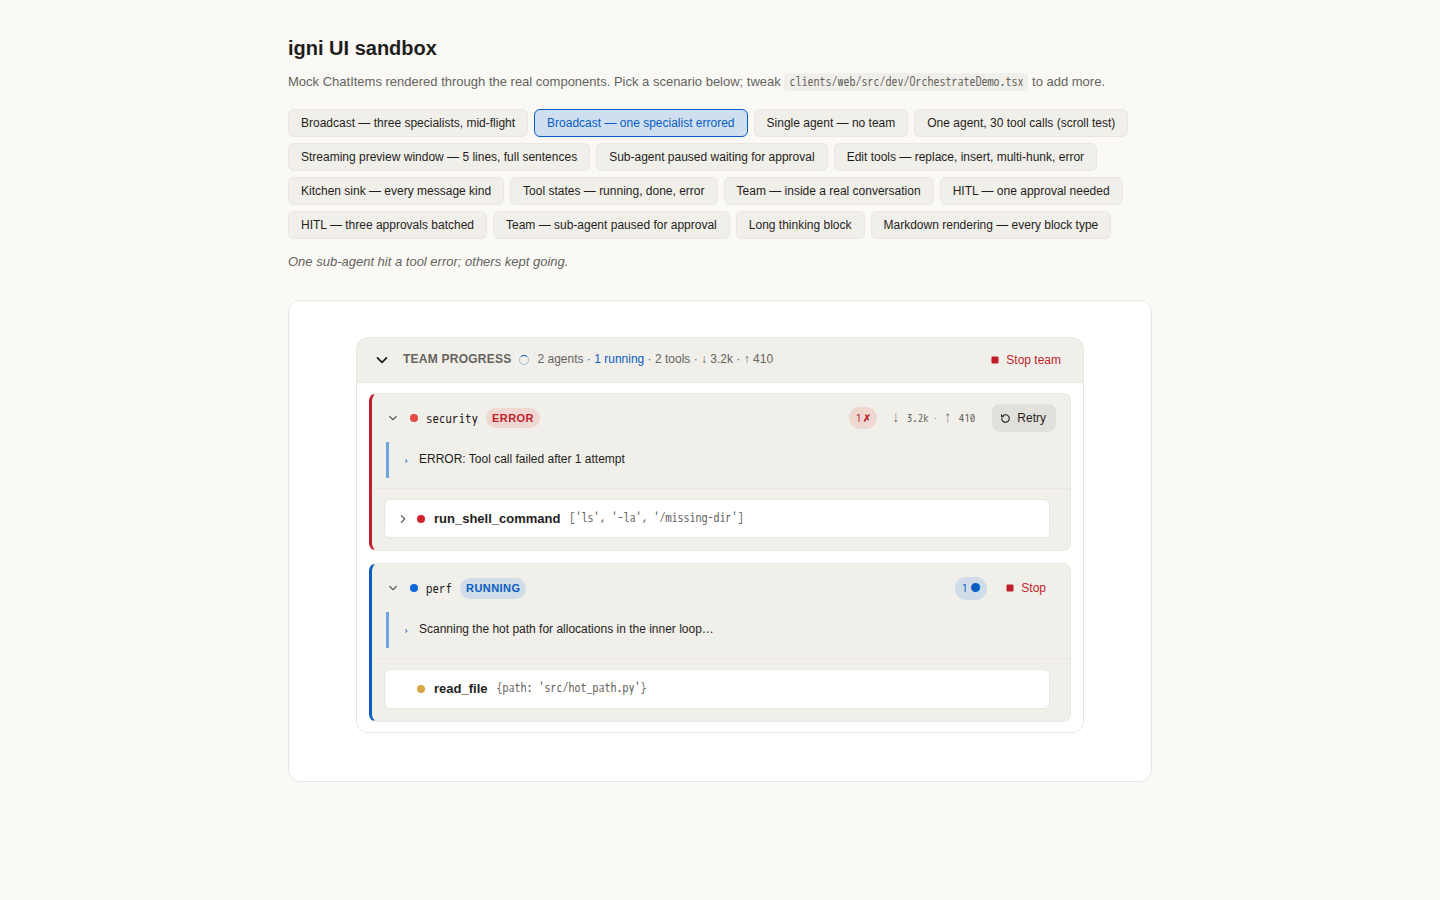 igni UI sandbox
Mock ChatItems rendered through the real components. Pick a scenario below; tweak clients/web/src/dev/OrchestrateDemo.tsx to add more.
Broadcast — three specialists, mid-flight
Broadcast — one specialist errored
Single agent — no team
One agent, 30 tool calls (scroll test)
Streaming preview window — 5 lines, full sentences
Sub-agent paused waiting for approval
Edit tools — replace, insert, multi-hunk, error
Kitchen sink — every message kind
Tool states — running, done, error
Team — inside a real conversation
HITL — one approval needed
HITL — three approvals batched
Team — sub-agent paused for approval
Long thinking block
Markdown rendering — every block type
One sub-agent hit a tool error; others kept going.
TEAM PROGRESS 2 agents · 1 running · 2 tools · ↓ 3.2k · ↑ 410
Stop team
security ERROR
1 ✗ ↓ 3.2k · ↑ 410 Retry
› ERROR: Tool call failed after 1 attempt
run_shell_command ['ls', '-la', '/missing-dir']
perf RUNNING
1 Stop
› Scanning the hot path for allocations in the inner loop…
read_file {path: 'src/hot_path.py'}